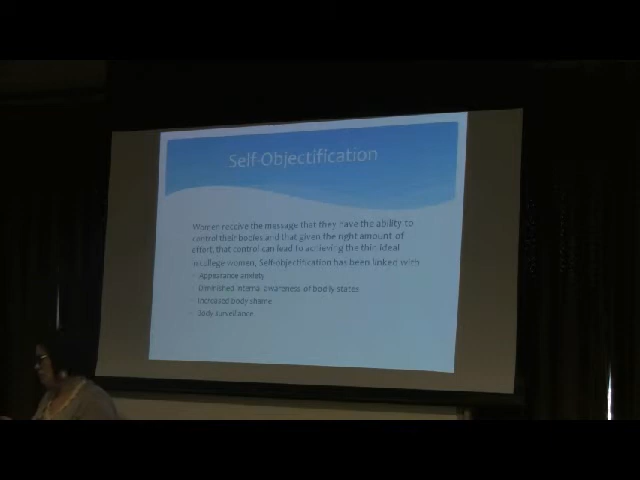 Self-Objectification
Women receive the message that they have the ability to
control their bodies and that given the right amount of
effort, that control can lead to achieving the thin ideal
In college women, Self-objectification has been linked with
Appearance anxiety
Diminished internal awareness of bodily states
Increased body shame
Body surveillance